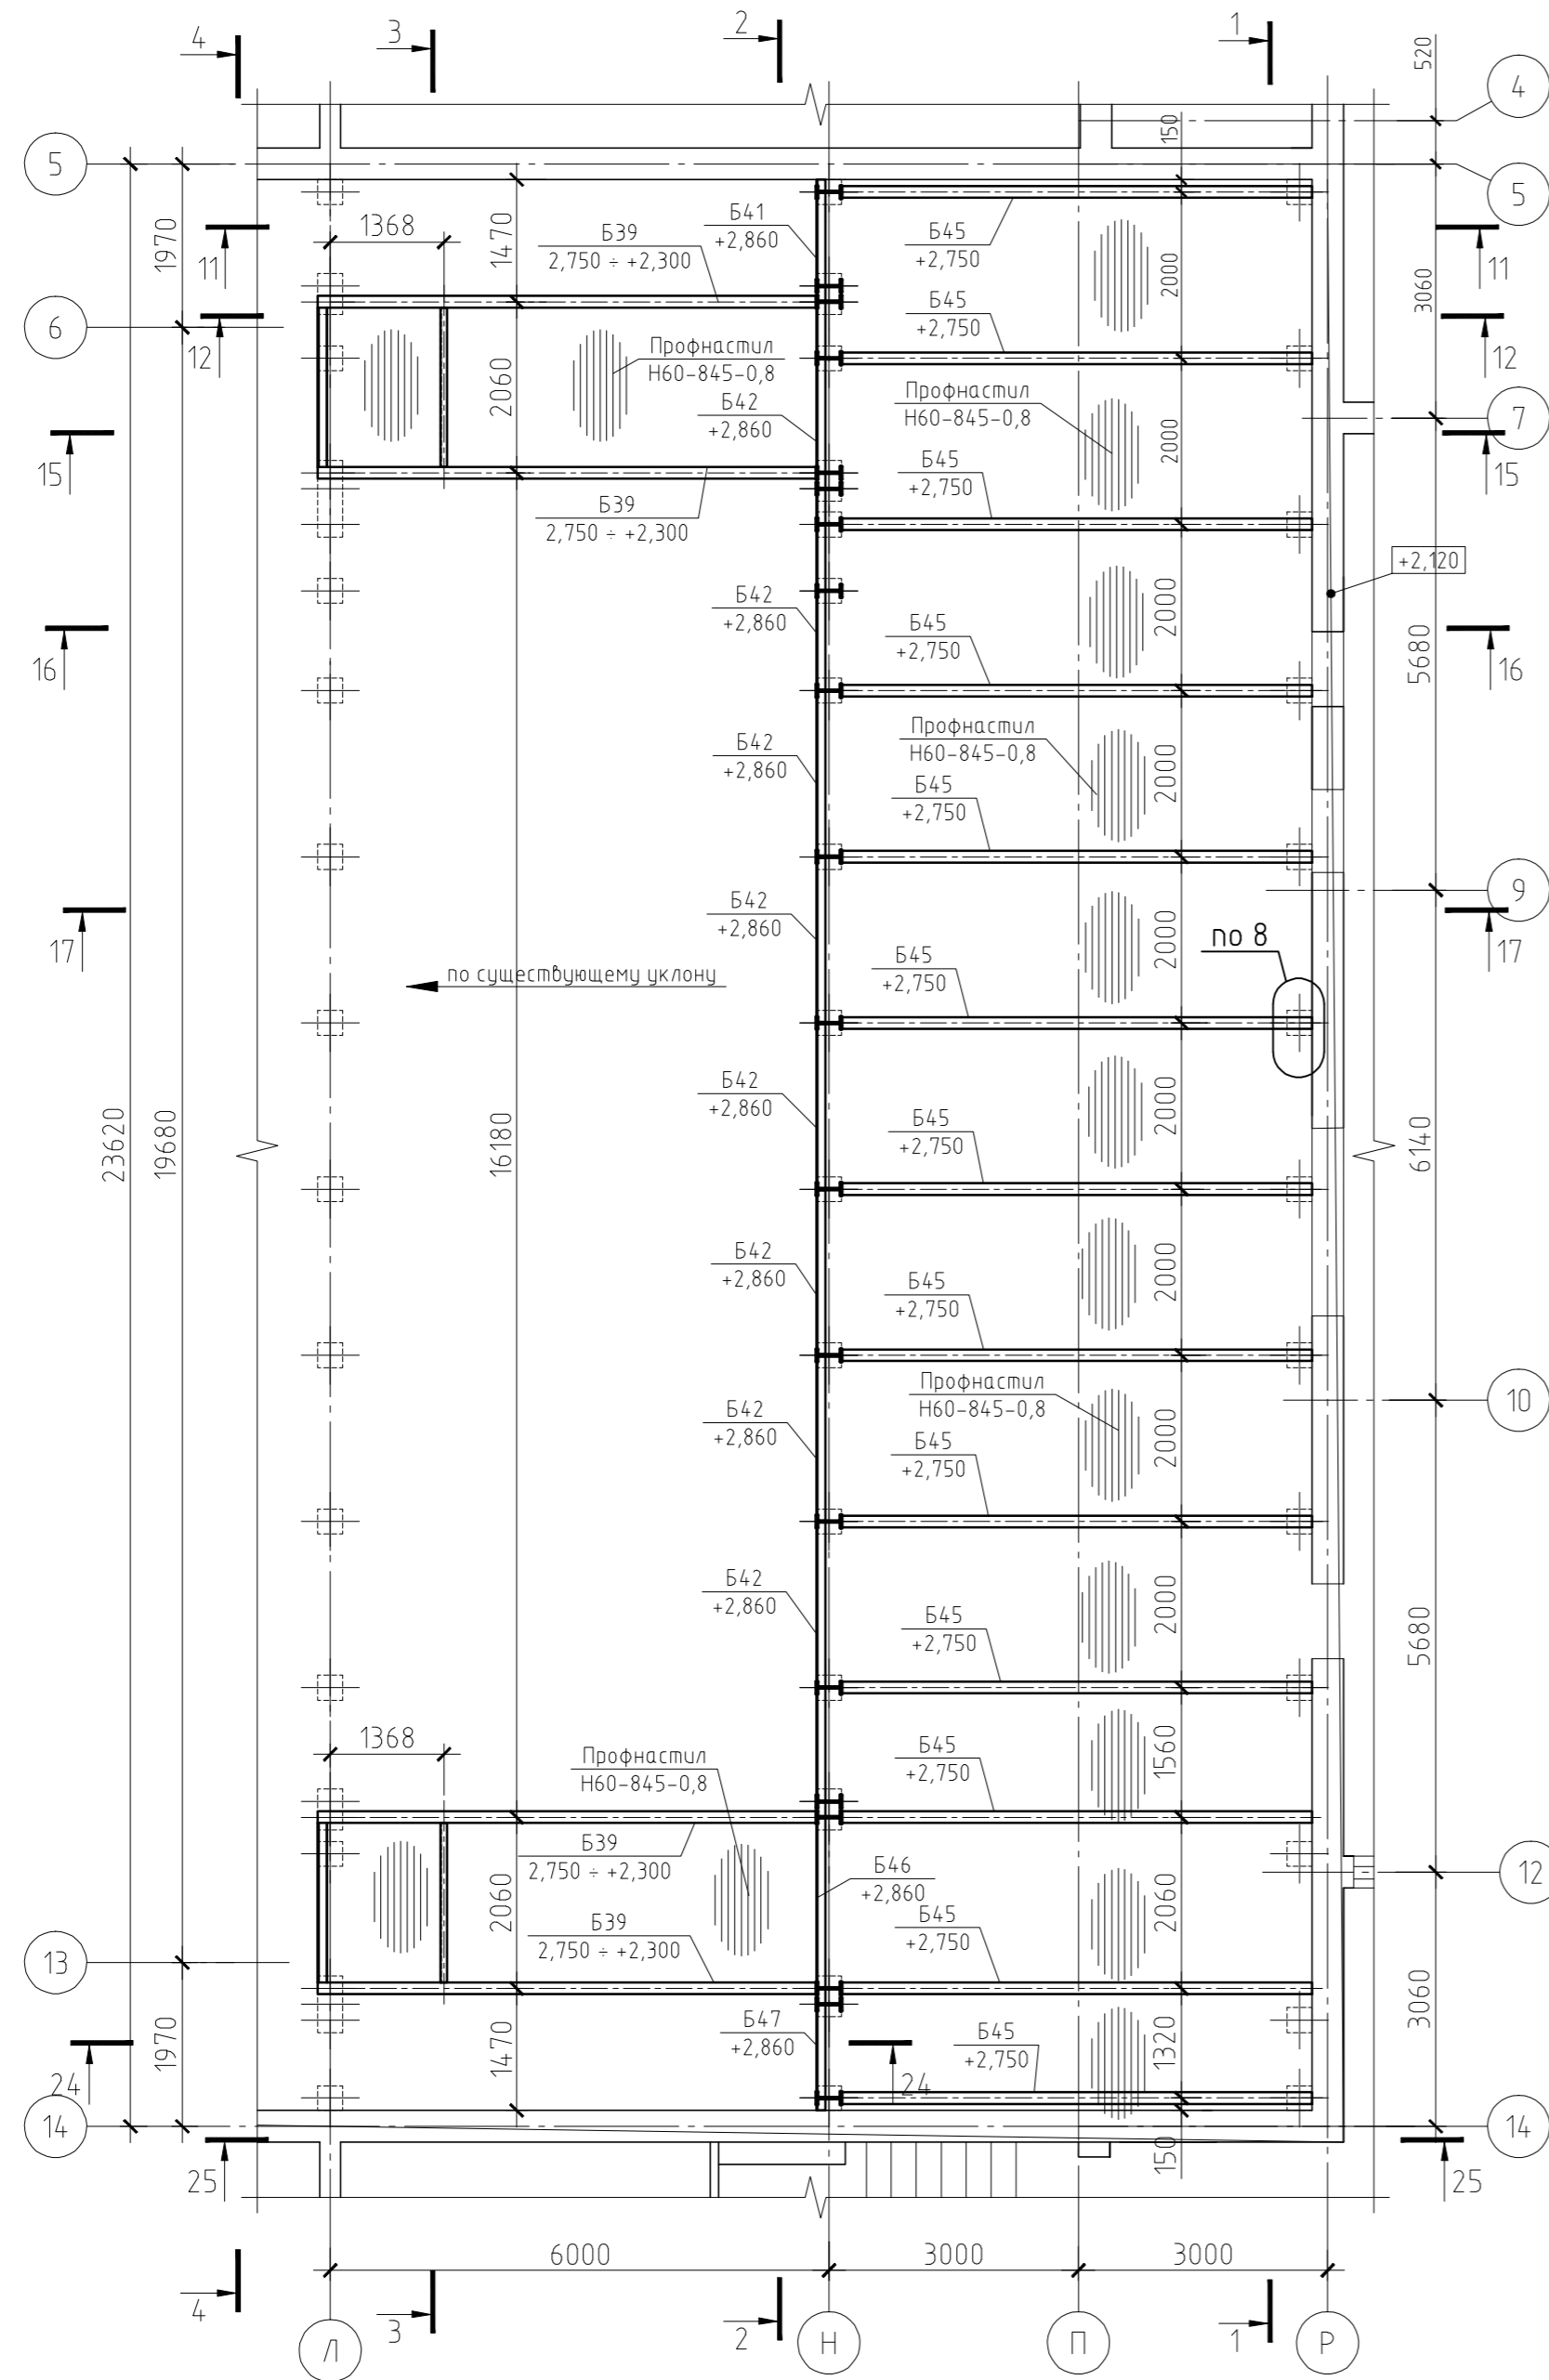 4
3
2
1
520
4
5
150
5
1970
1368
1470
Б41
+2,860
Б39
2,750 ÷ +2,300
Б45
+2,750
2000
3060
11
11
6
12
12
Б45
+2,750
Профнастил
Н60-845-0,8
2060
Б42
+2,860
Профнастил
Н60-845-0,8
2000
7
15
15
Б45
+2,750
Б39
2,750 ÷ +2,300
+2,120
Б42
+2,860
2000
Б45
+2,750
16
16
5680
Профнастил
Н60-845-0,8
Б42
+2,860
2000
Б45
+2,750
9
17
17
Б42
+2,860
2000
по 8
Б45
+2,750
по существующему уклону
Б42
+2,860
2000
Б45
+2,750
23620
19680
16180
6140
Б42
+2,860
2000
Б45
+2,750
Профнастил
Н60-845-0,8
10
Б42
+2,860
2000
Б45
+2,750
Б42
+2,860
2000
Б45
+2,750
5680
1368
Профнастил
Н60-845-0,8
Б45
+2,750
1560
Б39
2,750 ÷ +2,300
Б46
+2,860
12
2060
2060
Б39
2,750 ÷ +2,300
Б45
+2,750
13
1970
1470
Б47
+2,860
Б45
+2,750
1320
3060
24
24
14
14
150
25
25
6000
3000
3000
4
3
2
1
Л
Н
П
Р